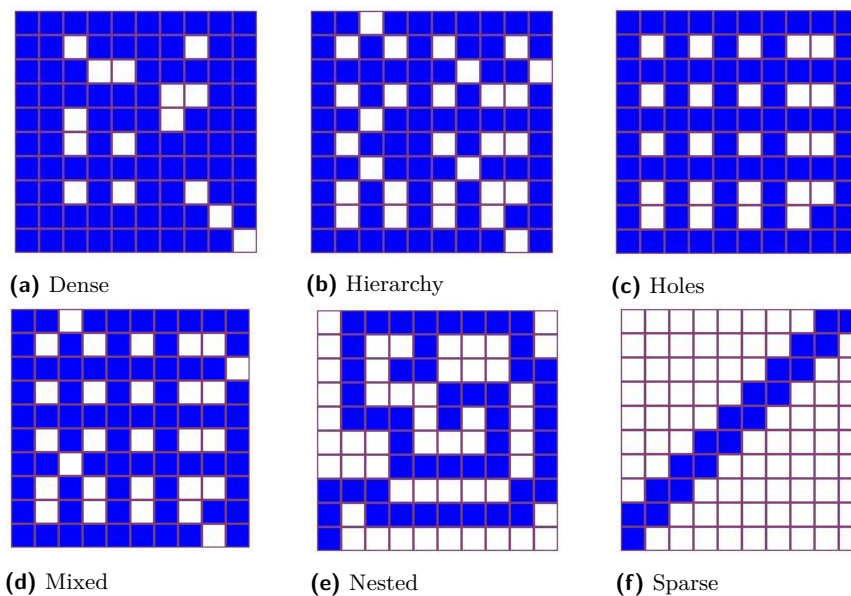 (a) Dense
(b) Hierarchy
(c) Holes
(d) Mixed
(e) Nested
(f) Sparse